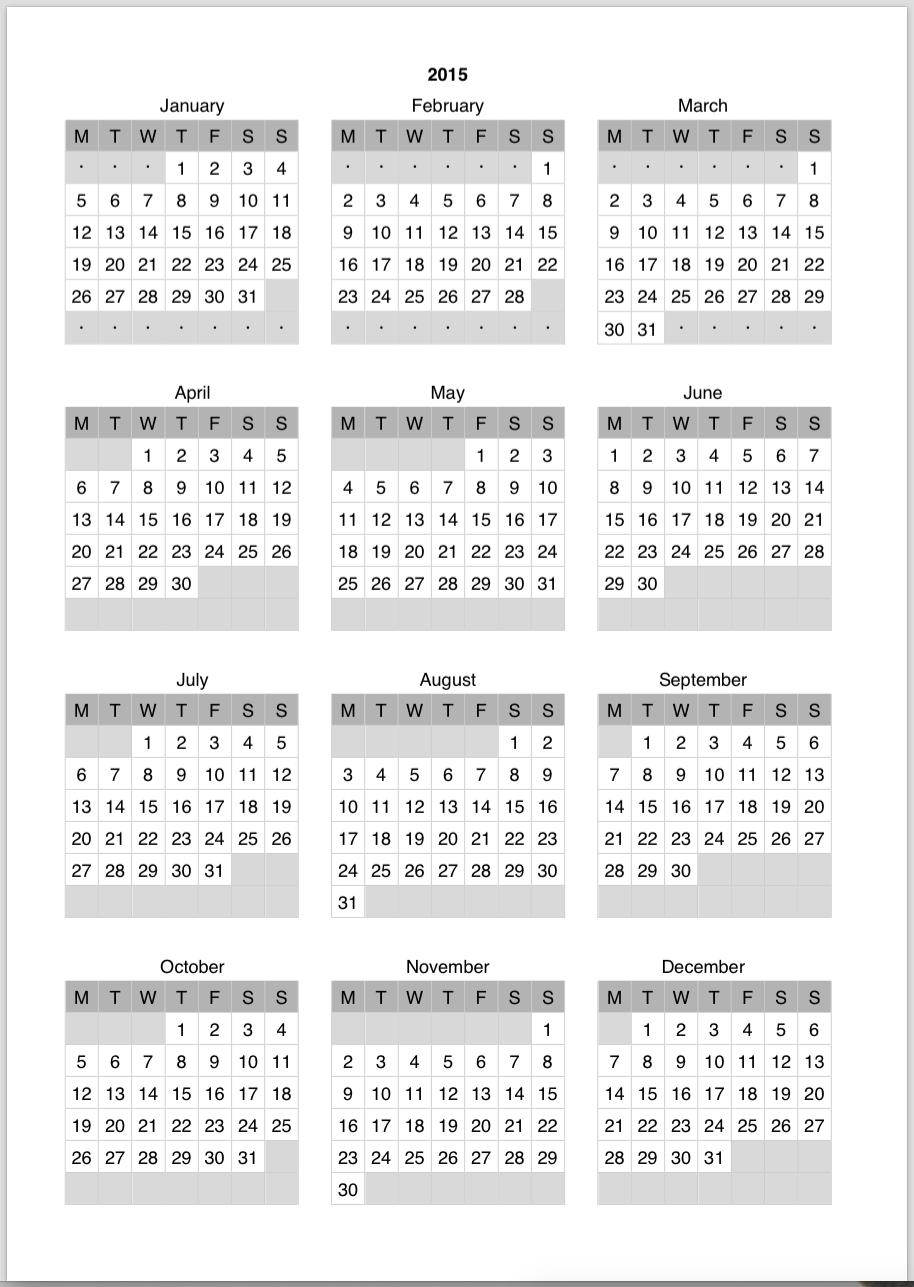 2015
January February March
M T W T F S S M T W T F S S M T W T F S S
· · · 1 2 3 4 · · · · · · 1 · · · · · · 1
5 6 7 8 9 10 11 2 3 4 5 6 7 8 2 3 4 5 6 7 8
12 13 14 15 16 17 18 9 10 11 12 13 14 15 9 10 11 12 13 14 15
19 20 21 22 23 24 25 16 17 18 19 20 21 22 16 17 18 19 20 21 22
26 27 28 29 30 31 23 24 25 26 27 28 23 24 25 26 27 28 29
· · · · · · · · · · · · · · 30 31 · · · · ·
April May June
M T W T F S S M T W T F S S M T W T F S S
1 2 3 4 5 1 2 3 1 2 3 4 5 6 7
6 7 8 9 10 11 12 4 5 6 7 8 9 10 8 9 10 11 12 13 14
13 14 15 16 17 18 19 11 12 13 14 15 16 17 15 16 17 18 19 20 21
20 21 22 23 24 25 26 18 19 20 21 22 23 24 22 23 24 25 26 27 28
27 28 29 30 25 26 27 28 29 30 31 29 30
July August September
M T W T F S S M T W T F S S M T W T F S S
1 2 3 4 5 1 2 1 2 3 4 5 6
6 7 8 9 10 11 12 3 4 5 6 7 8 9 7 8 9 10 11 12 13
13 14 15 16 17 18 19 10 11 12 13 14 15 16 14 15 16 17 18 19 20
20 21 22 23 24 25 26 17 18 19 20 21 22 23 21 22 23 24 25 26 27
27 28 29 30 31 24 25 26 27 28 29 30 28 29 30
31
October November December
M T W T F S S M T W T F S S M T W T F S S
1 2 3 4 1 1 2 3 4 5 6
5 6 7 8 9 10 11 2 3 4 5 6 7 8 7 8 9 10 11 12 13
12 13 14 15 16 17 18 9 10 11 12 13 14 15 14 15 16 17 18 19 20
19 20 21 22 23 24 25 16 17 18 19 20 21 22 21 22 23 24 25 26 27
26 27 28 29 30 31 23 24 25 26 27 28 29 28 29 30 31
30